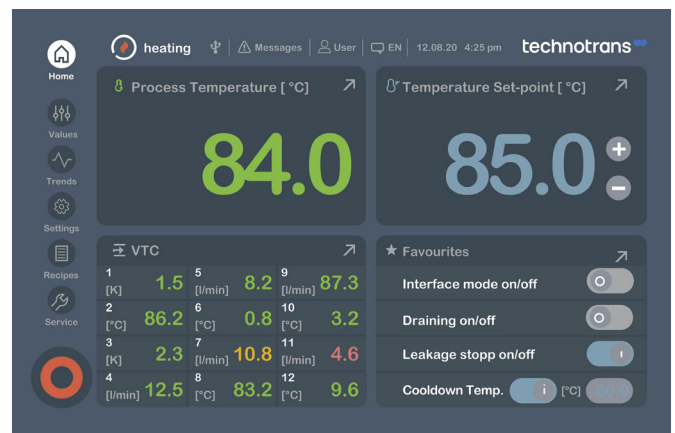 heating Messages User EN 12.08.20 4:25 pm technotrans
Home
Values
Trends
Settings
Recipes
Service
Process Temperature [ °C]
84.0
Temperature Set-point [ °C]
85.0
VTC
1 [K] 1.5 5 [l/min] 8.2 9 [l/min] 87.3
2 [°C] 86.2 6 [°C] 0.8 10 [°C] 3.2
3 [K] 2.3 7 [l/min] 10.8 11 [l/min] 4.6
4 [l/min] 12.5 8 [°C] 83.2 12 [°C] 9.6
Favourites
Interface mode on/off
Draining on/off
Leakage stopp on/off
Cooldown Temp. [°C] 60.0